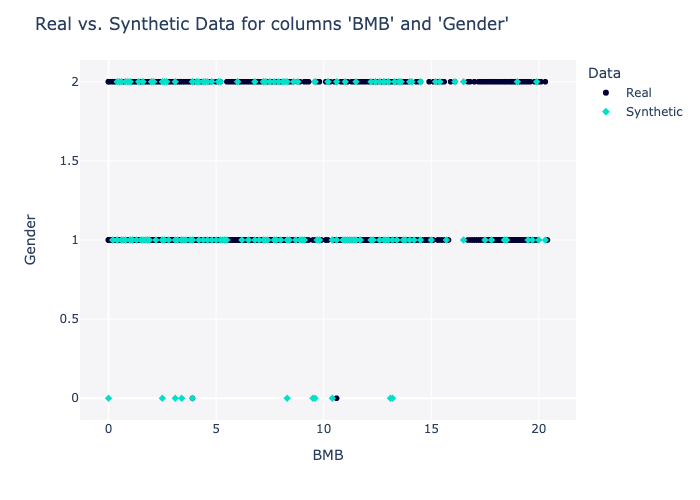 Real vs. Synthetic Data for columns 'BMB' and 'Gender'
Data
Real
Synthetic
2
1.5
1
0.5
0
Gender
0
5
10
15
20
BMB